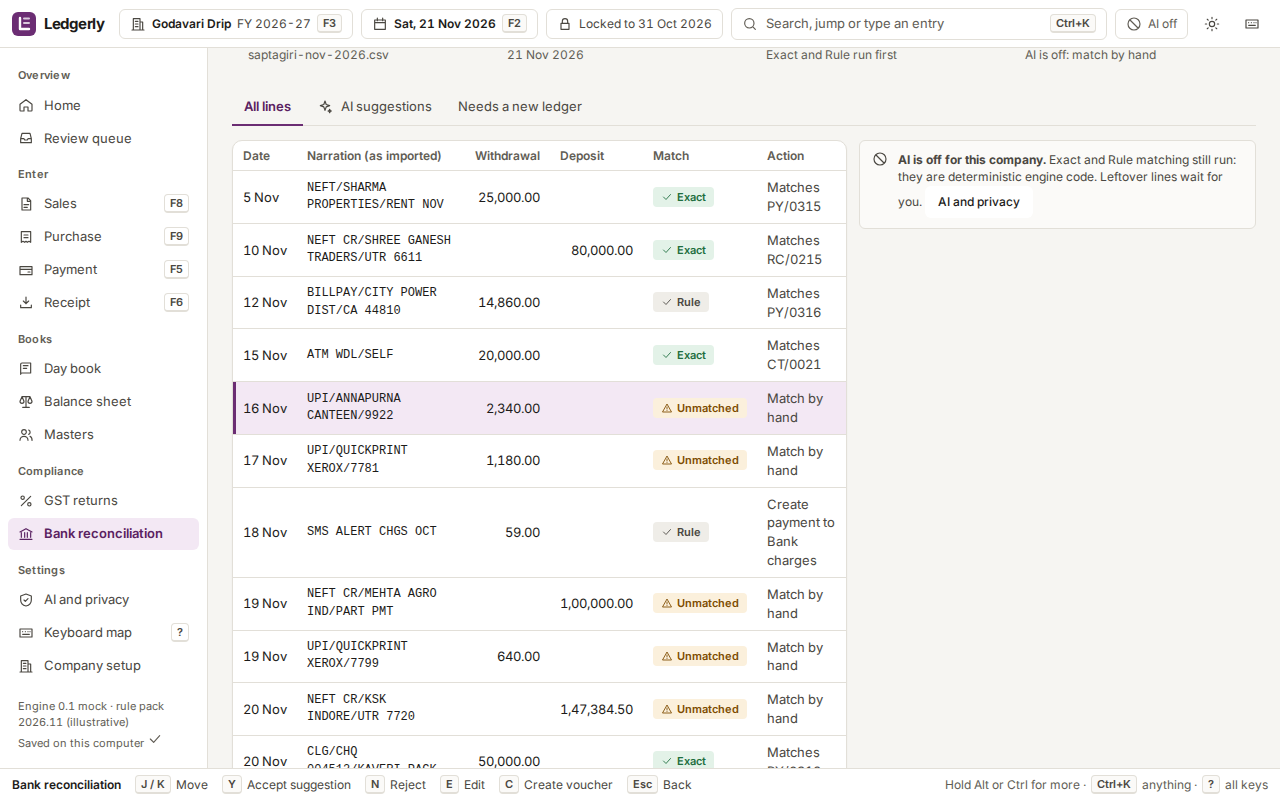 Ledgerly
Godavari Drip FY 2026-27 F3
Sat, 21 Nov 2026 F2
Locked to 31 Oct 2026
Search, jump or type an entry Ctrl+K
AI off
Overview
Home
Review queue
Enter
Sales F8
Purchase F9
Payment F5
Receipt F6
Books
Day book
Balance sheet
Masters
Compliance
GST returns
Bank reconciliation
Settings
AI and privacy
Keyboard map ?
Company setup
Engine 0.1 mock · rule pack
2026.11 (illustrative)
Saved on this computer
saptagiri-nov-2026.csv 21 Nov 2026 Exact and Rule run first AI is off: match by hand
All lines AI suggestions Needs a new ledger
Date Narration (as imported) Withdrawal Deposit Match Action
5 Nov NEFT/SHARMA
PROPERTIES/RENT NOV 25,000.00 Exact Matches
PY/0315
10 Nov NEFT CR/SHREE GANESH
TRADERS/UTR 6611 80,000.00 Exact Matches
RC/0215
12 Nov BILLPAY/CITY POWER
DIST/CA 44810 14,860.00 Rule Matches
PY/0316
15 Nov ATM WDL/SELF 20,000.00 Exact Matches
CT/0021
16 Nov UPI/ANNAPURNA
CANTEEN/9922 2,340.00 Unmatched Match by
hand
17 Nov UPI/QUICKPRINT
XEROX/7781 1,180.00 Unmatched Match by
hand
18 Nov SMS ALERT CHGS OCT 59.00 Rule Create
payment to
Bank
charges
19 Nov NEFT CR/MEHTA AGRO
IND/PART PMT 1,00,000.00 Unmatched Match by
hand
19 Nov UPI/QUICKPRINT
XEROX/7799 640.00 Unmatched Match by
hand
20 Nov NEFT CR/KSK
INDORE/UTR 7720 1,47,384.50 Unmatched Match by
hand
20 Nov CLG/CHQ
50,000.00 Exact Matches
AI is off for this company. Exact and Rule matching still run:
they are deterministic engine code. Leftover lines wait for
you. AI and privacy
Bank reconciliation J / K Move Y Accept suggestion N Reject E Edit C Create voucher Esc Back
Hold Alt or Ctrl for more · Ctrl+K anything · ? all keys